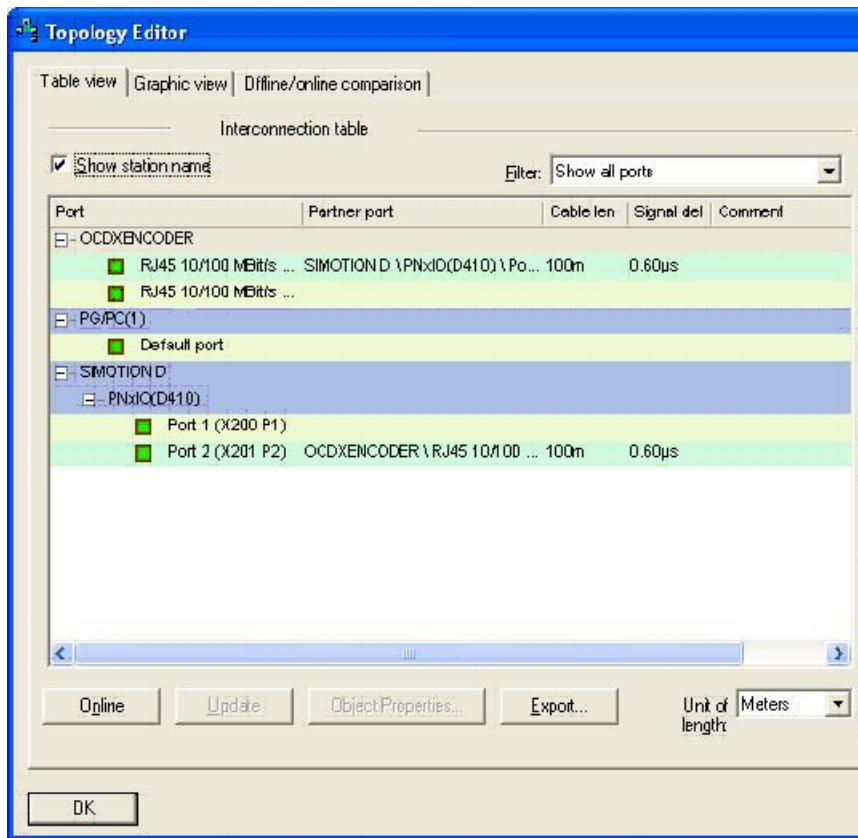 Topology Editor
Table view Graphic view Offline/online comparison
Interconnection table
Show station name Filter: Show all ports
Port Partner port Cable len Signal del Comment
OCDXENCODER
RJ45 10/100 MBit/s ... SIMOTION D \ PNxIO(D410) \ Po... 100m 0.60µs
RJ45 10/100 MBit/s ...
PG/PC(1)
Default port
SIMOTION D
PNxIO(D410)
Port 1 (X200 P1)
Port 2 (X201 P2) OCDXENCODER \ RJ45 10/100 ... 100m 0.60µs
Online Update Object Properties... Export... Unit of length: Meters
OK